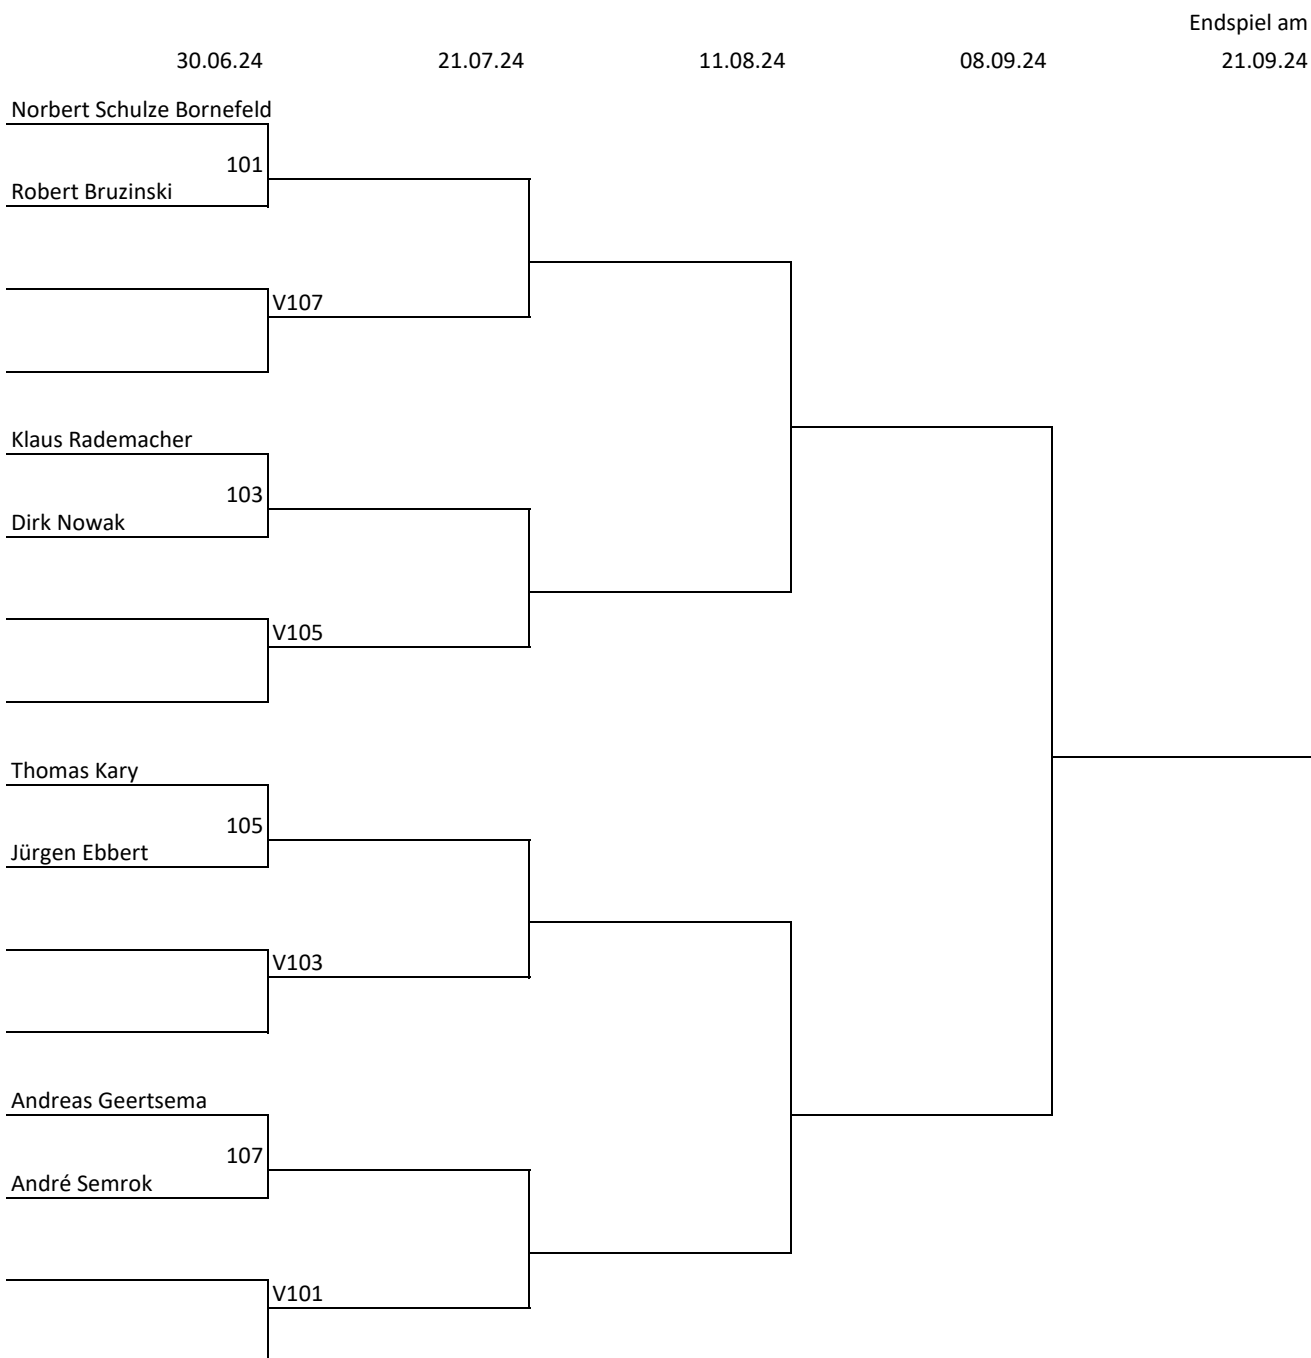 Endspiel am
30.06.24 21.07.24 11.08.24 08.09.24 21.09.24
Norbert Schulze Bornefeld
101
Robert Bruzinski
V107
Klaus Rademacher
103
Dirk Nowak
V105
Thomas Kary
105
Jürgen Ebbert
V103
Andreas Geertsema
107
André Semrok
V101